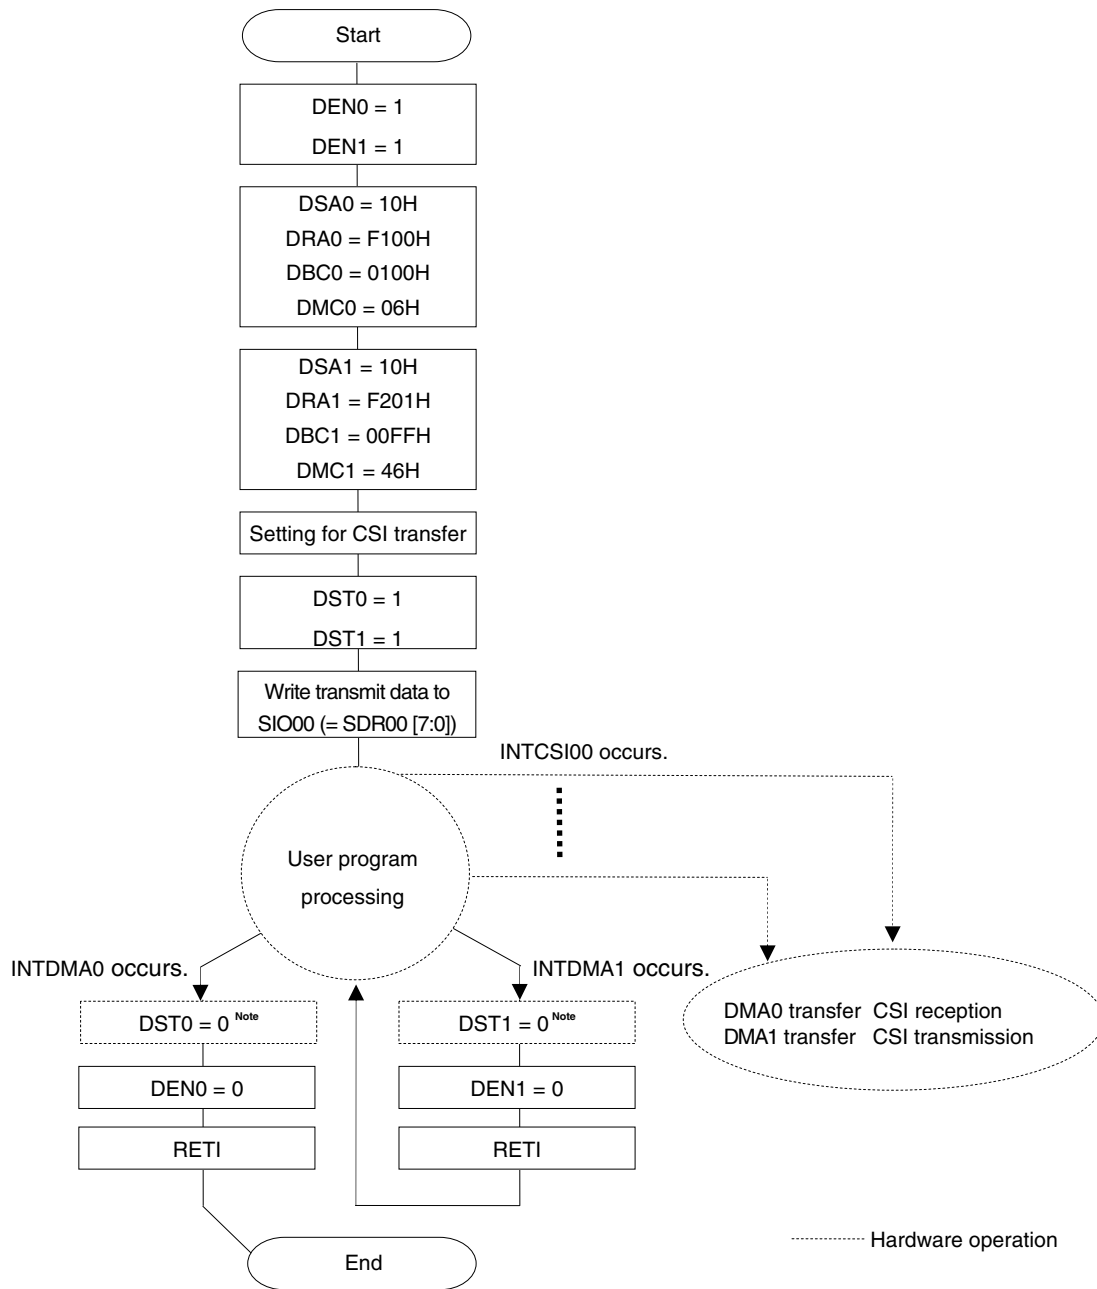 Start
DEN0 = 1
DEN1 = 1
DSA0 = 10H
DRA0 = F100H
DBC0 = 0100H
DMC0 = 06H
DSA1 = 10H
DRA1 = F201H
DBC1 = 00FFH
DMC1 = 46H
Setting for CSI transfer
DST0 = 1
DST1 = 1
Write transmit data to
SIO00 (= SDR00 [7:0])
INTCSI00 occurs.
User program
processing
INTDMA0 occurs.
INTDMA1 occurs.
DST0 = 0 Note
DST1 = 0 Note
DMA0 transfer CSI reception
DMA1 transfer CSI transmission
DEN0 = 0
DEN1 = 0
RETI
RETI
Hardware operation
End